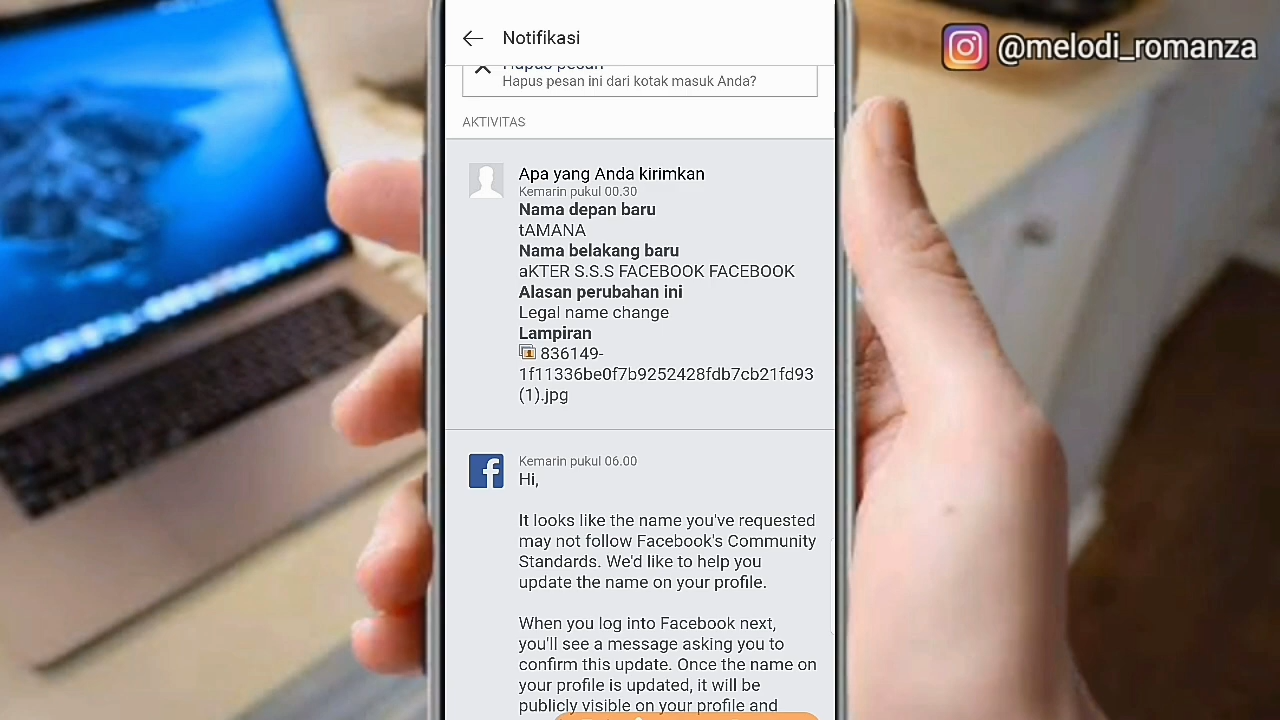 @melodi_romanza
Notifikasi
Hapus pesan
Hapus pesan ini dari kotak masuk Anda?
AKTIVITAS
Apa yang Anda kirimkan
Kemarin pukul 00.30
Nama depan baru
tAMANA
Nama belakang baru
aKTER S.S.S FACEBOOK FACEBOOK
Alasan perubahan ini
Legal name change
Lampiran
836149-
1f11336be0f7b9252428fdb7cb21fd93
(1).jpg
Kemarin pukul 06.00
Hi,
It looks like the name you've requested
may not follow Facebook's Community
Standards. We'd like to help you
update the name on your profile.
When you log into Facebook next,
you'll see a message asking you to
confirm this update. Once the name on
your profile is updated, it will be
publicly visible on your profile and